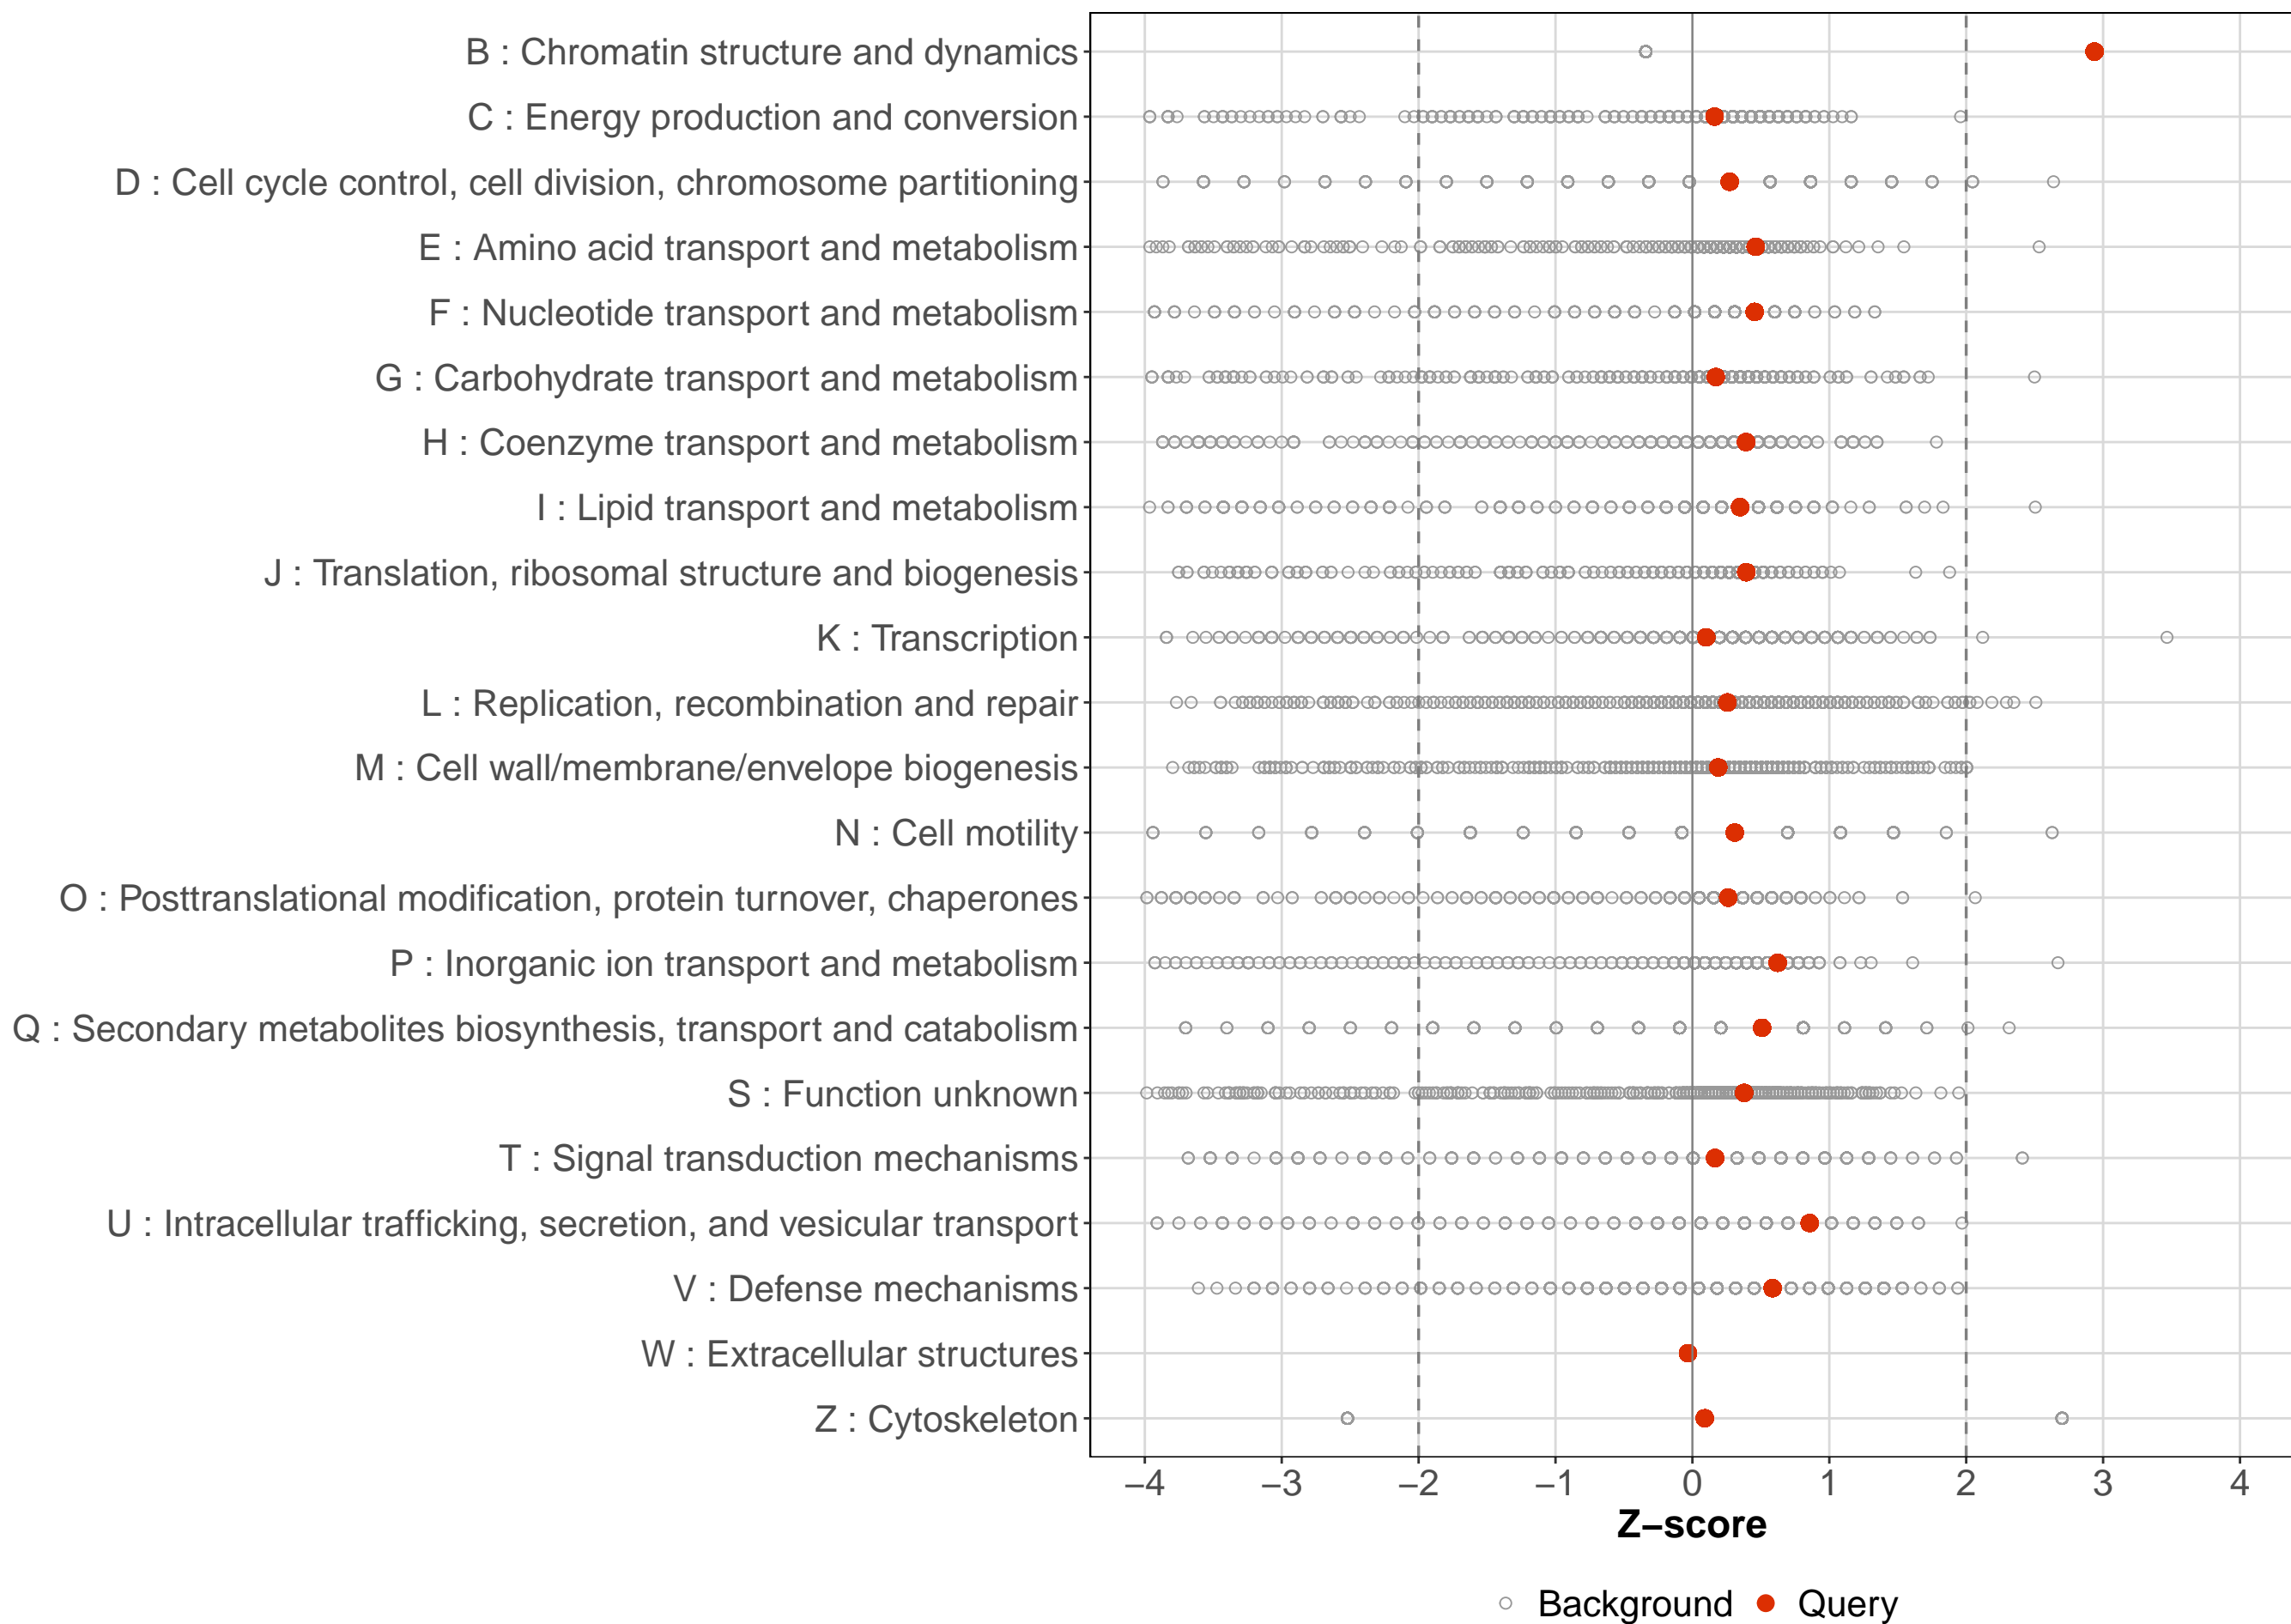 B : Chromatin structure and dynamics
C : Energy production and conversion
D : Cell cycle control, cell division, chromosome partitioning
E : Amino acid transport and metabolism
F : Nucleotide transport and metabolism
G : Carbohydrate transport and metabolism
H : Coenzyme transport and metabolism
I : Lipid transport and metabolism
J : Translation, ribosomal structure and biogenesis
K : Transcription
L : Replication, recombination and repair
M : Cell wall/membrane/envelope biogenesis
N : Cell motility
O : Posttranslational modification, protein turnover, chaperones
P : Inorganic ion transport and metabolism
Q : Secondary metabolites biosynthesis, transport and catabolism
S : Function unknown
T : Signal transduction mechanisms
U : Intracellular trafficking, secretion, and vesicular transport
V : Defense mechanisms
W : Extracellular structures
Z : Cytoskeleton
−4 −3 −2 −1 0 1 2 3 4
Z−score
Background Query